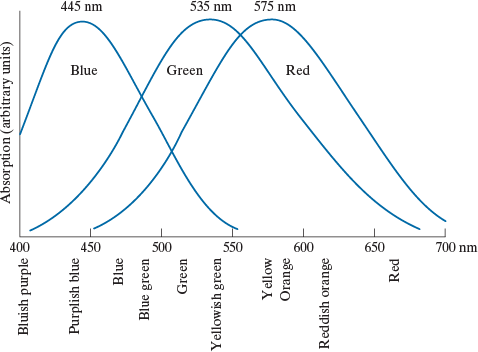 445 nm
535 nm
575 nm
Blue
Green
Red
Absorption (arbitrary units)
400
450
500
550
600
650
700 nm
Bluish purple
Purplish blue
Blue
Blue green
Green
Yellowish green
Yellow
Orange
Reddish orange
Red